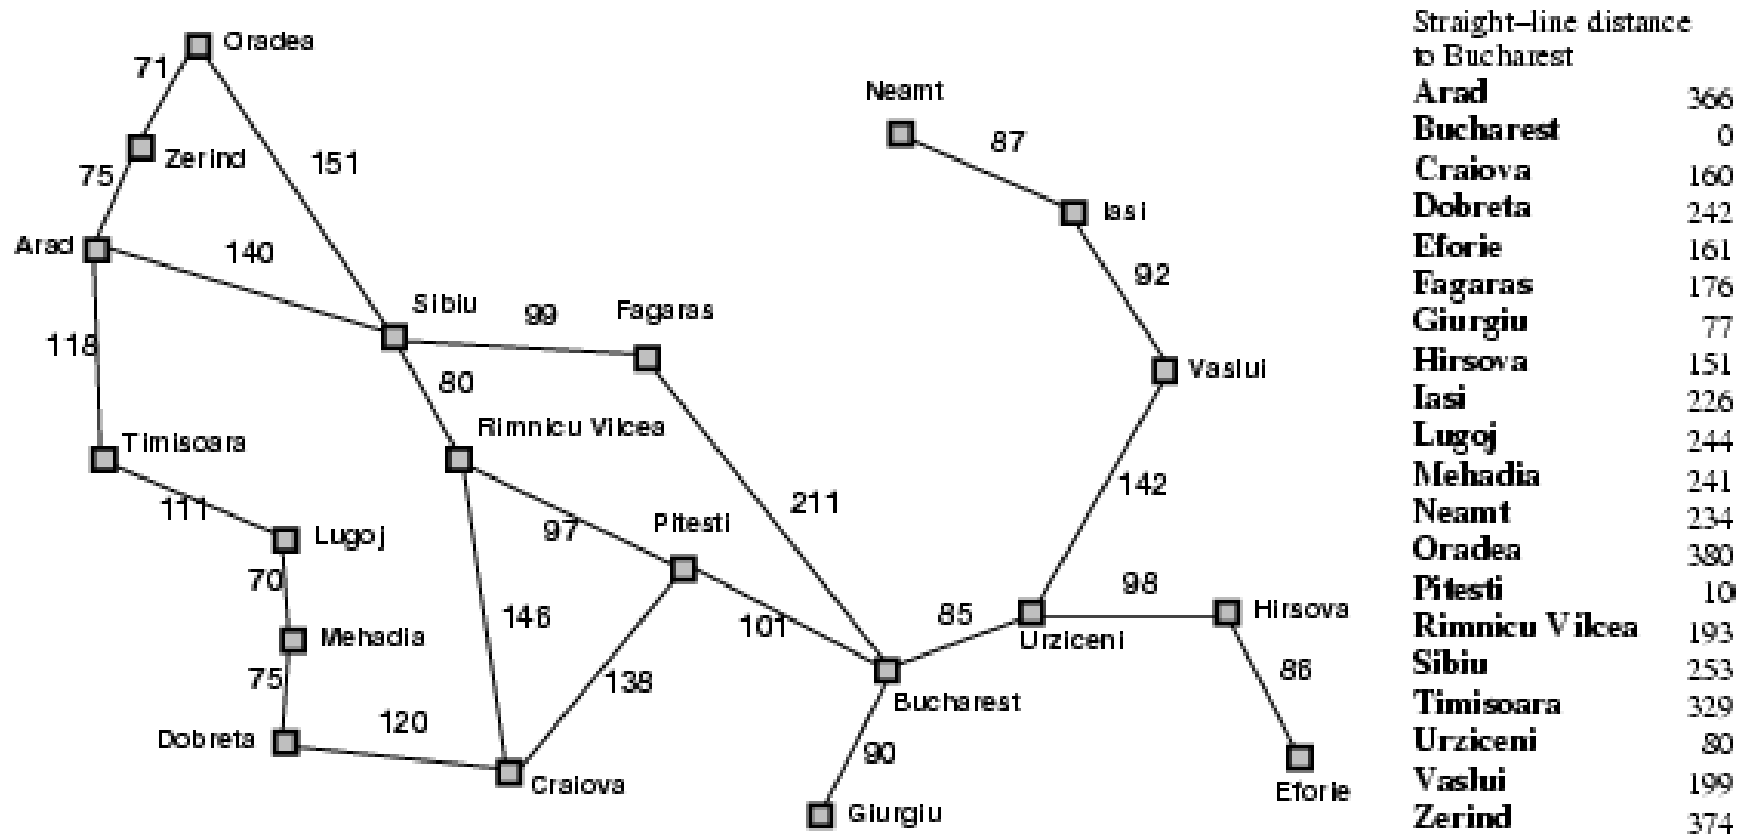 Oradea
71
Neamt
87
Zerind
151
75
Iasi
Arad
140
92
Sibiu
99
Fagaras
118
80
Vaslui
Rimnicu Vilcea
Timisoara
111
142
211
Pitesti
97
Lugoj
70
98
146
85
Hirsova
101
Urziceni
Mehadia
86
75
138
Bucharest
120
Dobreta
90
Craiova
Eforie
Giurgiu
Straight–line distance
to Bucharest
Arad 366
Bucharest 0
Craiova 160
Dobreta 242
Eforie 161
Fagaras 176
Giurgiu 77
Hirsova 151
Iasi 226
Lugoj 244
Mehadia 241
Neamt 234
Oradea 380
Pitesti 10
Rimnicu Vilcea 193
Sibiu 253
Timisoara 329
Urziceni 80
Vaslui 199
Zerind 374